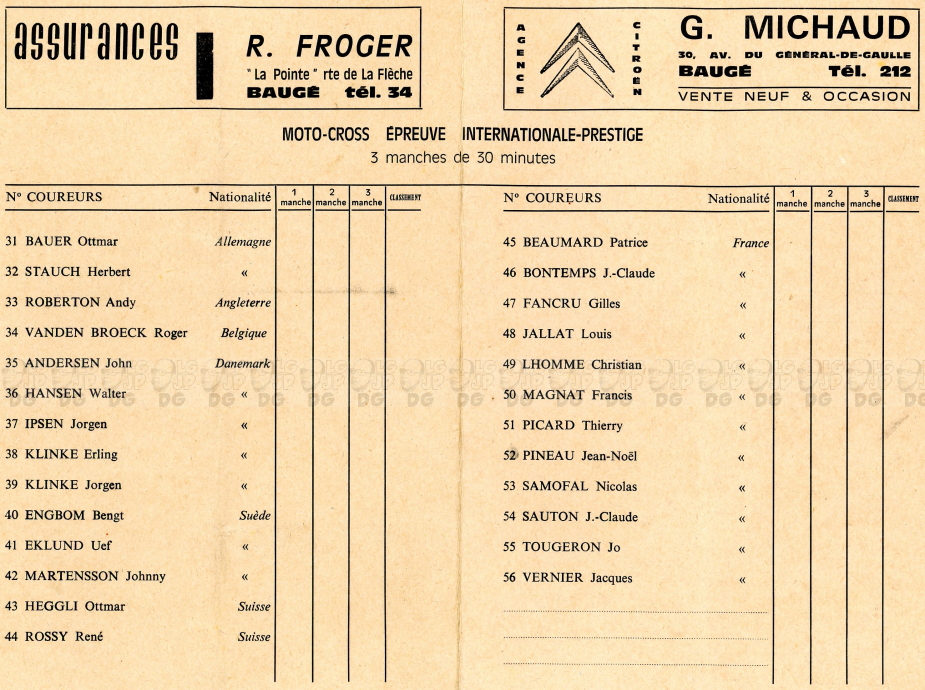 assurances
R. FROGER
"La Pointe" rte de La Flèche
BAUGÉ tél. 34
AGENCE
CITROËN
G. MICHAUD
30, AV. DU GÉNÉRAL-DE-GAULLE
BAUGÉ Tél. 212
VENTE NEUF & OCCASION
MOTO-CROSS ÉPREUVE INTERNATIONALE-PRESTIGE
3 manches de 30 minutes
Nº COUREURS Nationalité 1 manche 2 manche 3 manche CLASSEMENT
31 BAUER Ottmar Allemagne
32 STAUCH Herbert «
33 ROBERTON Andy Angleterre
34 VANDEN BROECK Roger Belgique
35 ANDERSEN John Danemark
36 HANSEN Walter «
37 IPSEN Jorgen «
38 KLINKE Erling «
39 KLINKE Jorgen «
40 ENGBOM Bengt Suède
41 EKLUND Uef «
42 MARTENSSON Johnny «
43 HEGGLI Ottmar Suisse
44 ROSSY René Suisse
Nº COUREURS Nationalité 1 manche 2 manche 3 manche CLASSEMENT
45 BEAUMARD Patrice France
46 BONTEMPS J.-Claude «
47 FANCRU Gilles «
48 JALLAT Louis «
49 LHOMME Christian «
50 MAGNAT Francis «
51 PICARD Thierry «
52 PINEAU Jean-Noël «
53 SAMOFAL Nicolas «
54 SAUTON J.-Claude «
55 TOUGERON Jo «
56 VERNIER Jacques «